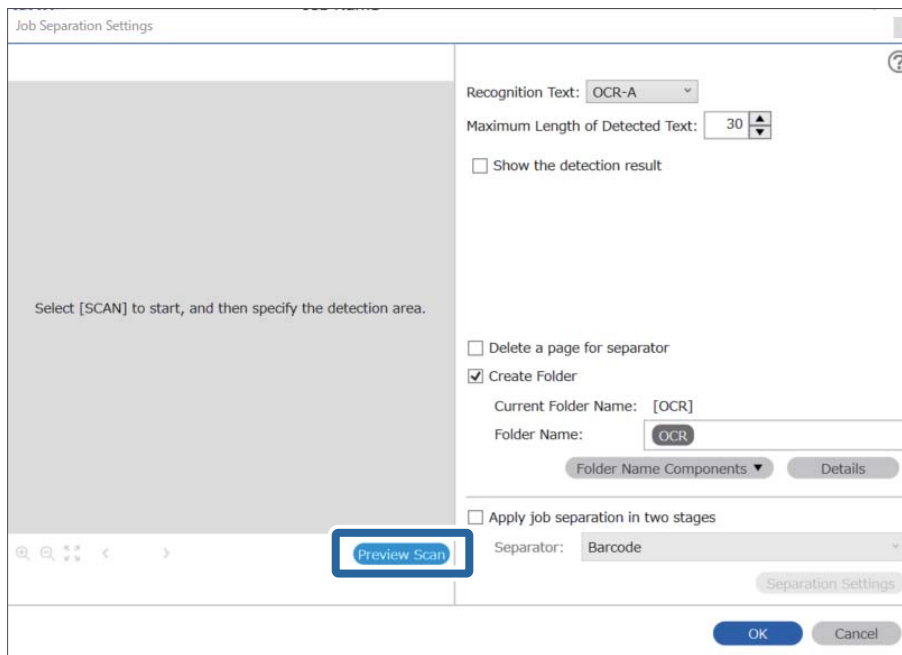 Job Separation Settings
Recognition Text: OCR-A
Maximum Length of Detected Text: 30
Show the detection result
Select [SCAN] to start, and then specify the detection area.
Delete a page for separator
Create Folder
Current Folder Name: [OCR]
Folder Name: OCR
Folder Name Components ▼ Details
Apply job separation in two stages
Preview Scan
Separator: Barcode
Separation Settings
OK Cancel